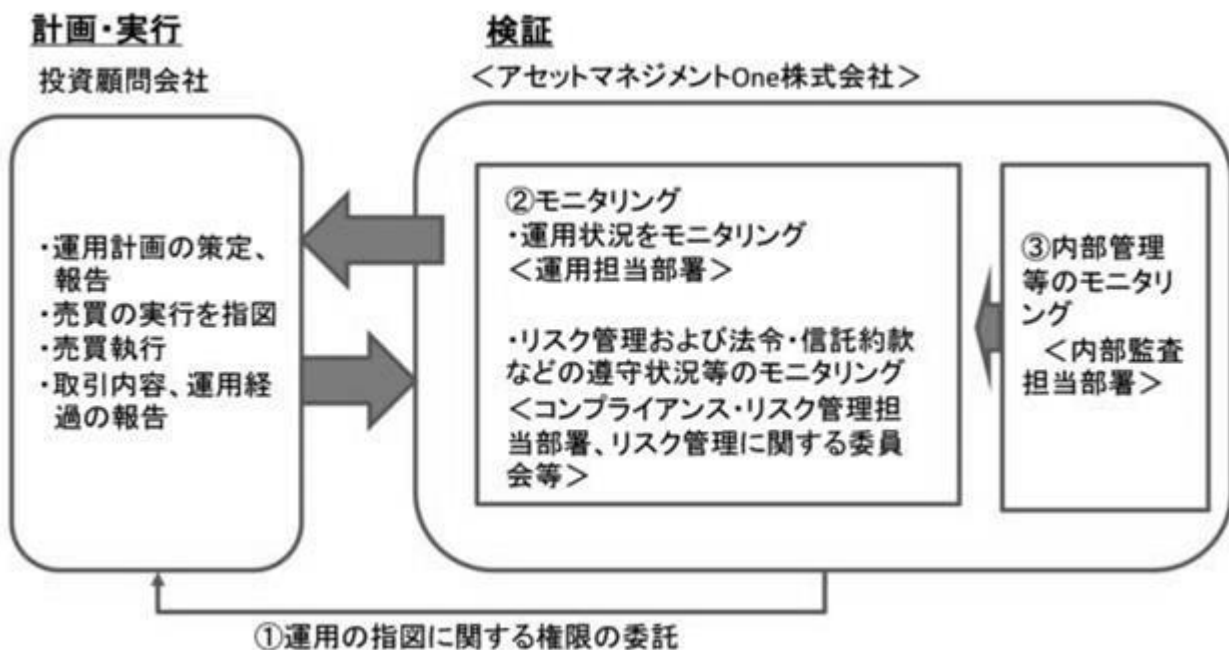 計画・実行
投資顧問会社
・運用計画の策定、
報告
・売買の実行を指図
・売買執行
・取引内容、運用経
過の報告
検証
＜アセットマネジメントOne株式会社＞
②モニタリング
・運用状況をモニタリング
＜運用担当部署＞
・リスク管理および法令・信託約款
などの遵守状況等のモニタリング
＜コンプライアンス・リスク管理担
当部署、リスク管理に関する委員
会等＞
③内部管理
等のモニタリ
ング
＜内部監査
担当部署＞
①運用の指図に関する権限の委託